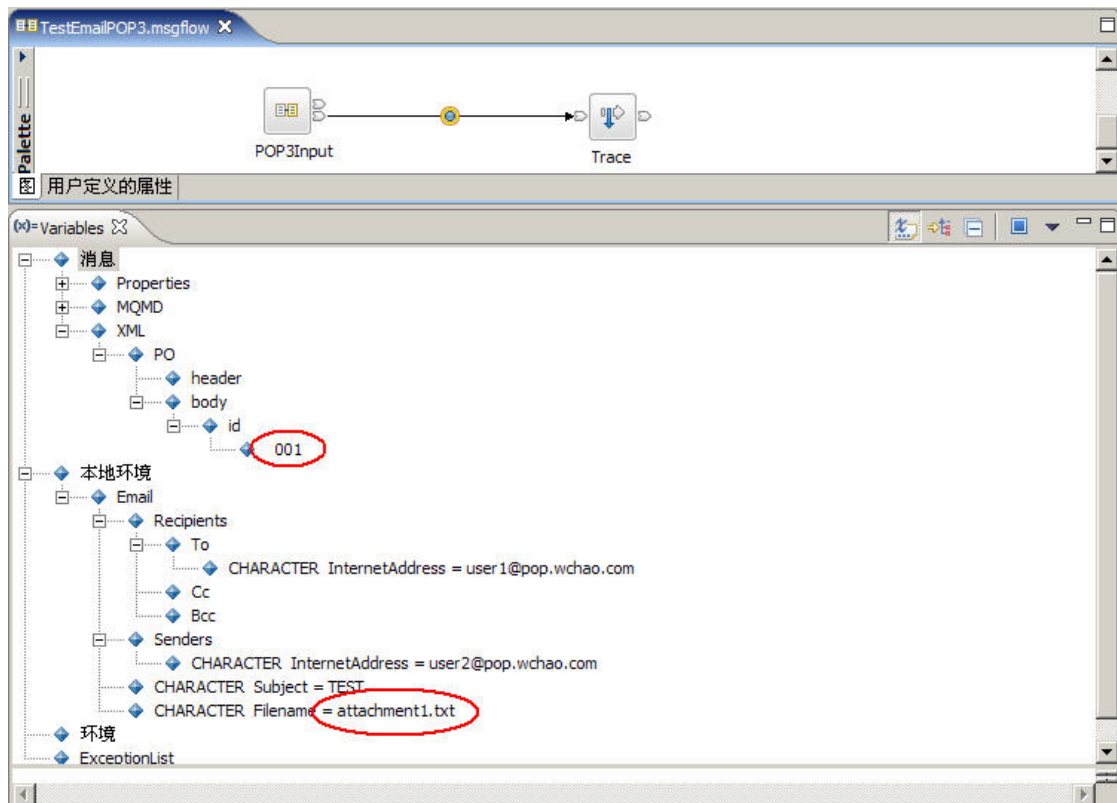 TestEmailPOP3.msgflow
Palette
POP3Input
Trace
图 用户定义的属性
(x)= Variables
消息
Properties
MQMD
XML
PO
header
body
id
001
本地环境
Email
Recipients
To
CHARACTER InternetAddress = user1@pop.wchao.com
Cc
Bcc
Senders
CHARACTER InternetAddress = user2@pop.wchao.com
CHARACTER Subject = TEST
CHARACTER Filename = attachment1.txt
环境
ExceptionList